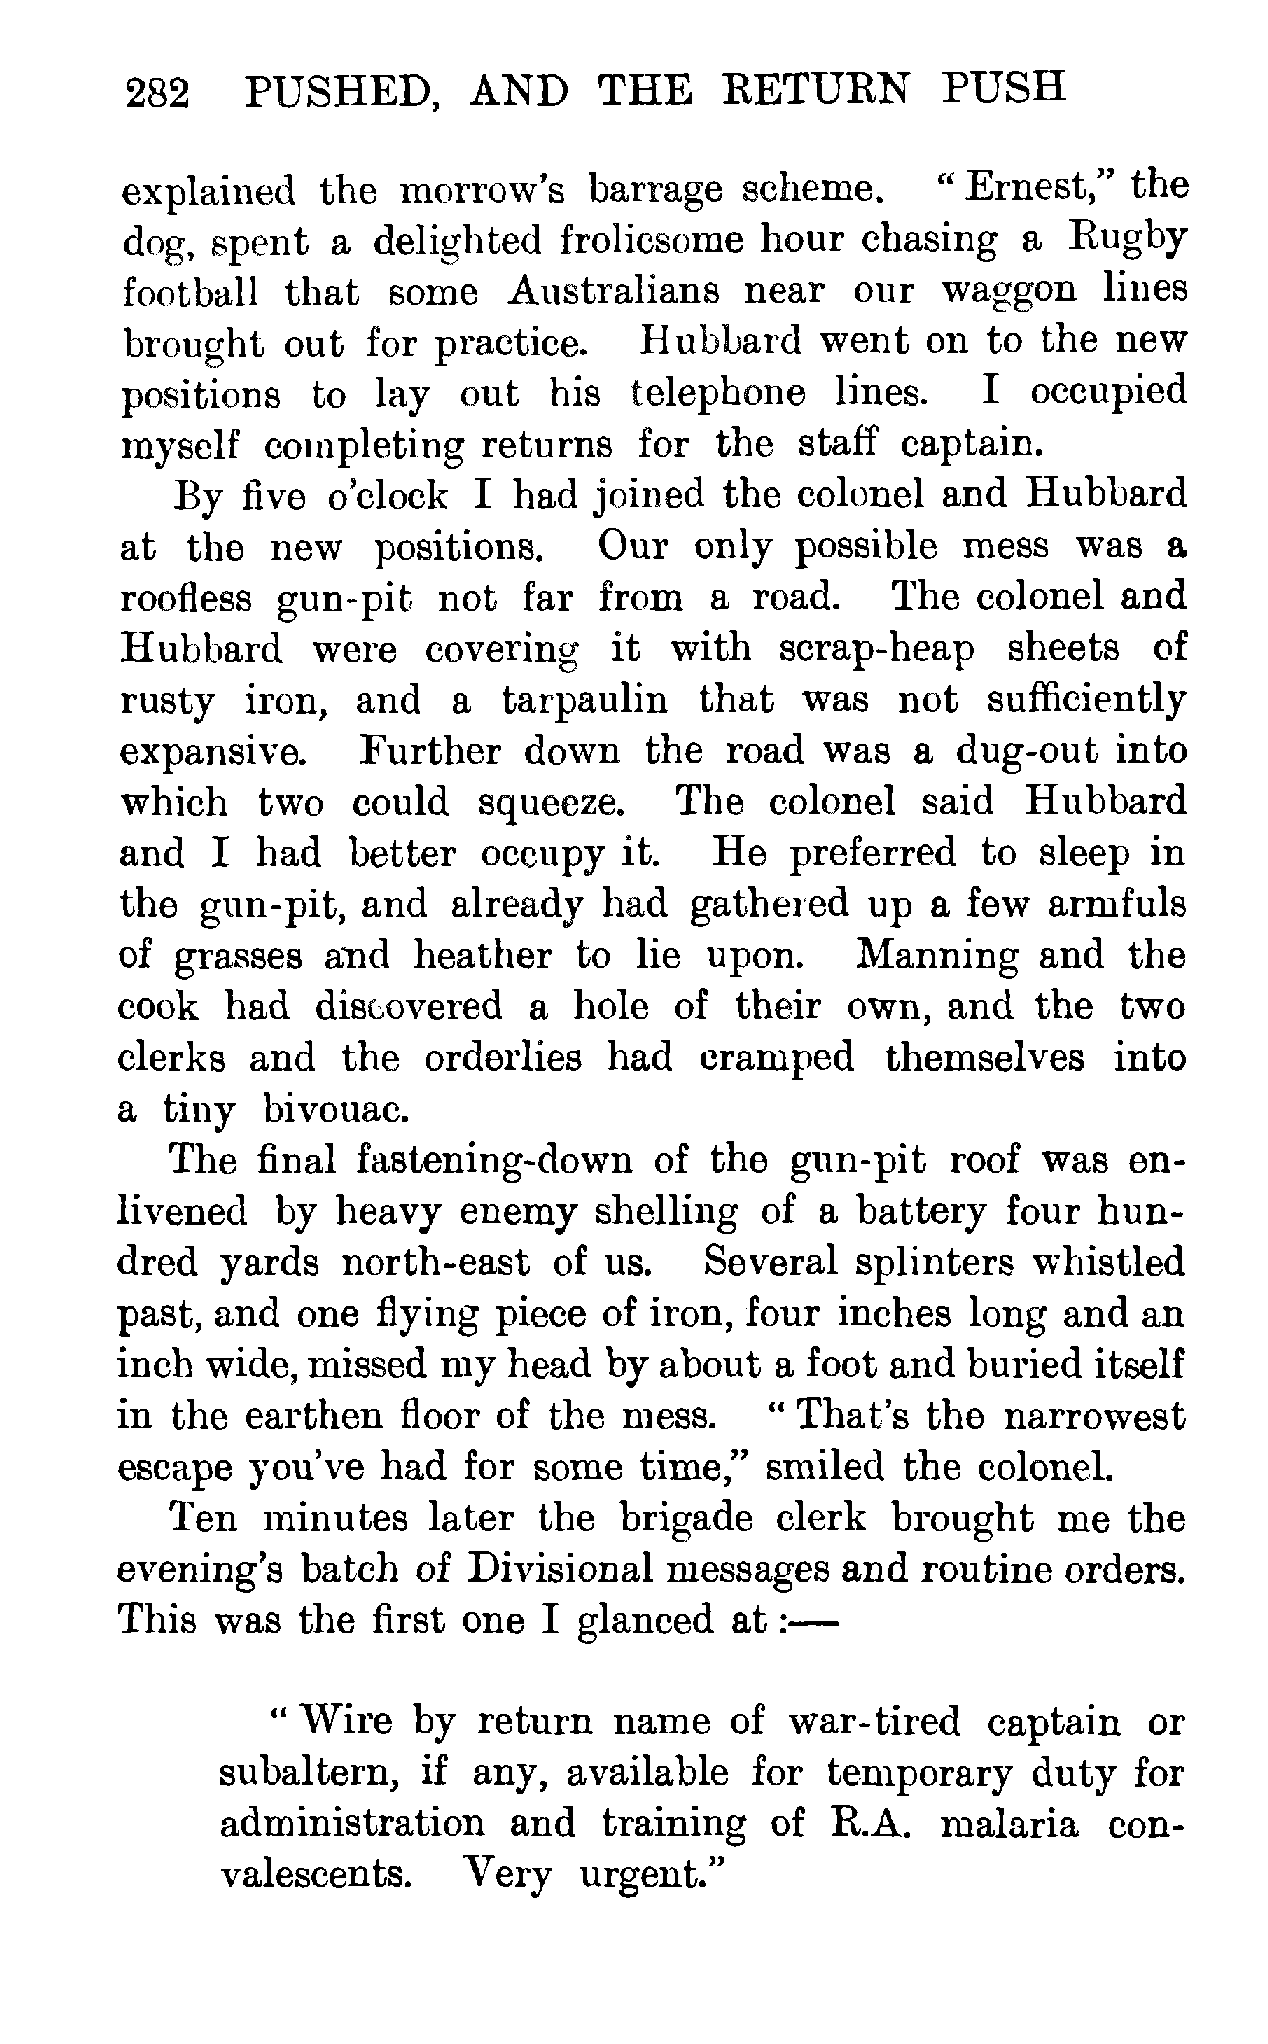 282 PUSHED, AND THE RETURN PUSH
explained the morrow's barrage scheme. “ Ernest,” the
dog, spent a delighted frolicsome hour chasing a Rugby
football that some Australians near our waggon lines
brought out for practice. Hubbard went on to the new
positions to lay out his telephone lines. I occupied
myself completing returns for the staff captain.
By five o'clock I had joined the colonel and Hubbard
at the new positions. Our only possible mess was a
roofless gun-pit not far from a road. The colonel and
Hubbard were covering it with scrap-heap sheets of
rusty iron, and a tarpaulin that was not sufficiently
expansive. Further down the road was a dug-out into
which two could squeeze. The colonel said Hubbard
and I had better occupy it. He preferred to sleep in
the gun-pit, and already had gathered up a few armfuls
of grasses and heather to lie upon. Manning and the
cook had discovered a hole of their own, and the two
clerks and the orderlies had cramped themselves into
a tiny bivouac.
The final fastening-down of the gun-pit roof was en-
livened by heavy enemy shelling of a battery four hun-
dred yards north-east of us. Several splinters whistled
past, and one flying piece of iron, four inches long and an
inch wide, missed my head by about a foot and buried itself
in the earthen floor of the mess. “ That's the narrowest
escape you've had for some time,” smiled the colonel.
Ten minutes later the brigade clerk brought me the
evening's batch of Divisional messages and routine orders.
This was the first one I glanced at :—
“ Wire by return name of war-tired captain or
subaltern, if any, available for temporary duty for
administration and training of R.A. malaria con-
valescents. Very urgent.”